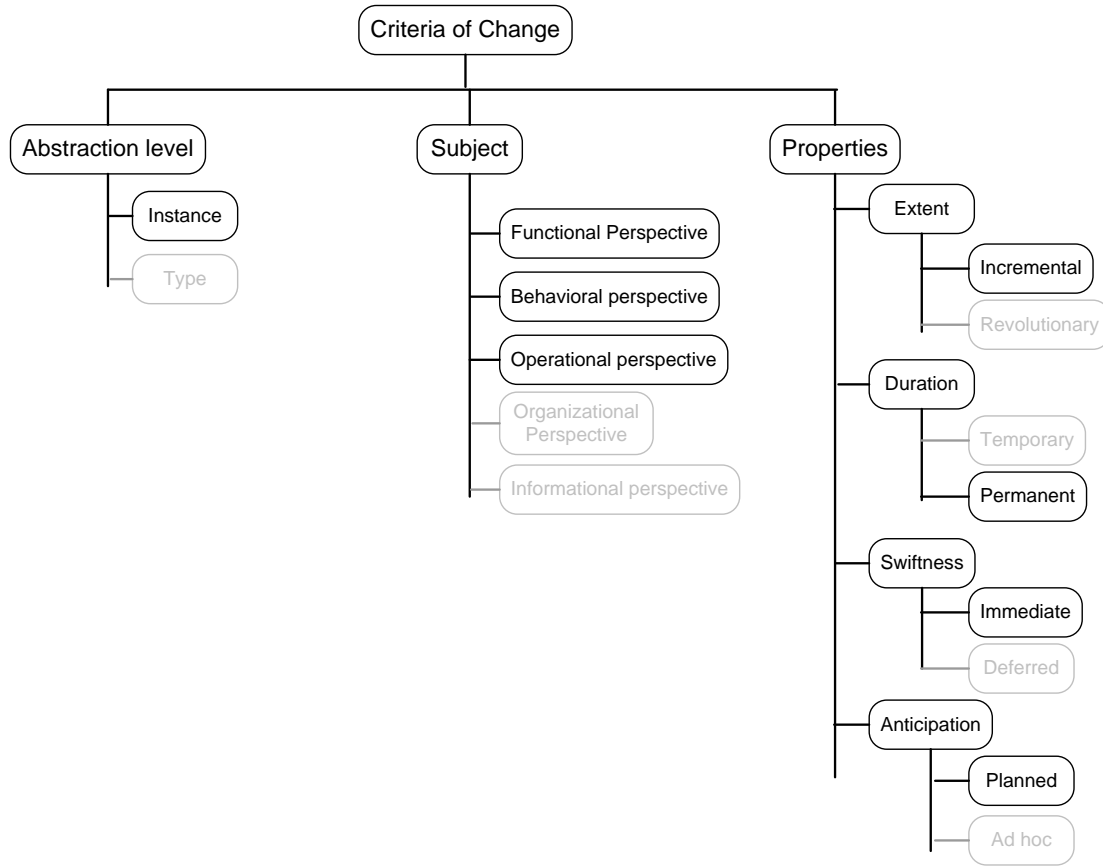 Criteria of Change
Abstraction level
Instance
Type
Subject
Functional Perspective
Behavioral perspective
Operational perspective
Organizational
Perspective
Informational perspective
Properties
Extent
Incremental
Revolutionary
Duration
Temporary
Permanent
Swiftness
Immediate
Deferred
Anticipation
Planned
Ad hoc